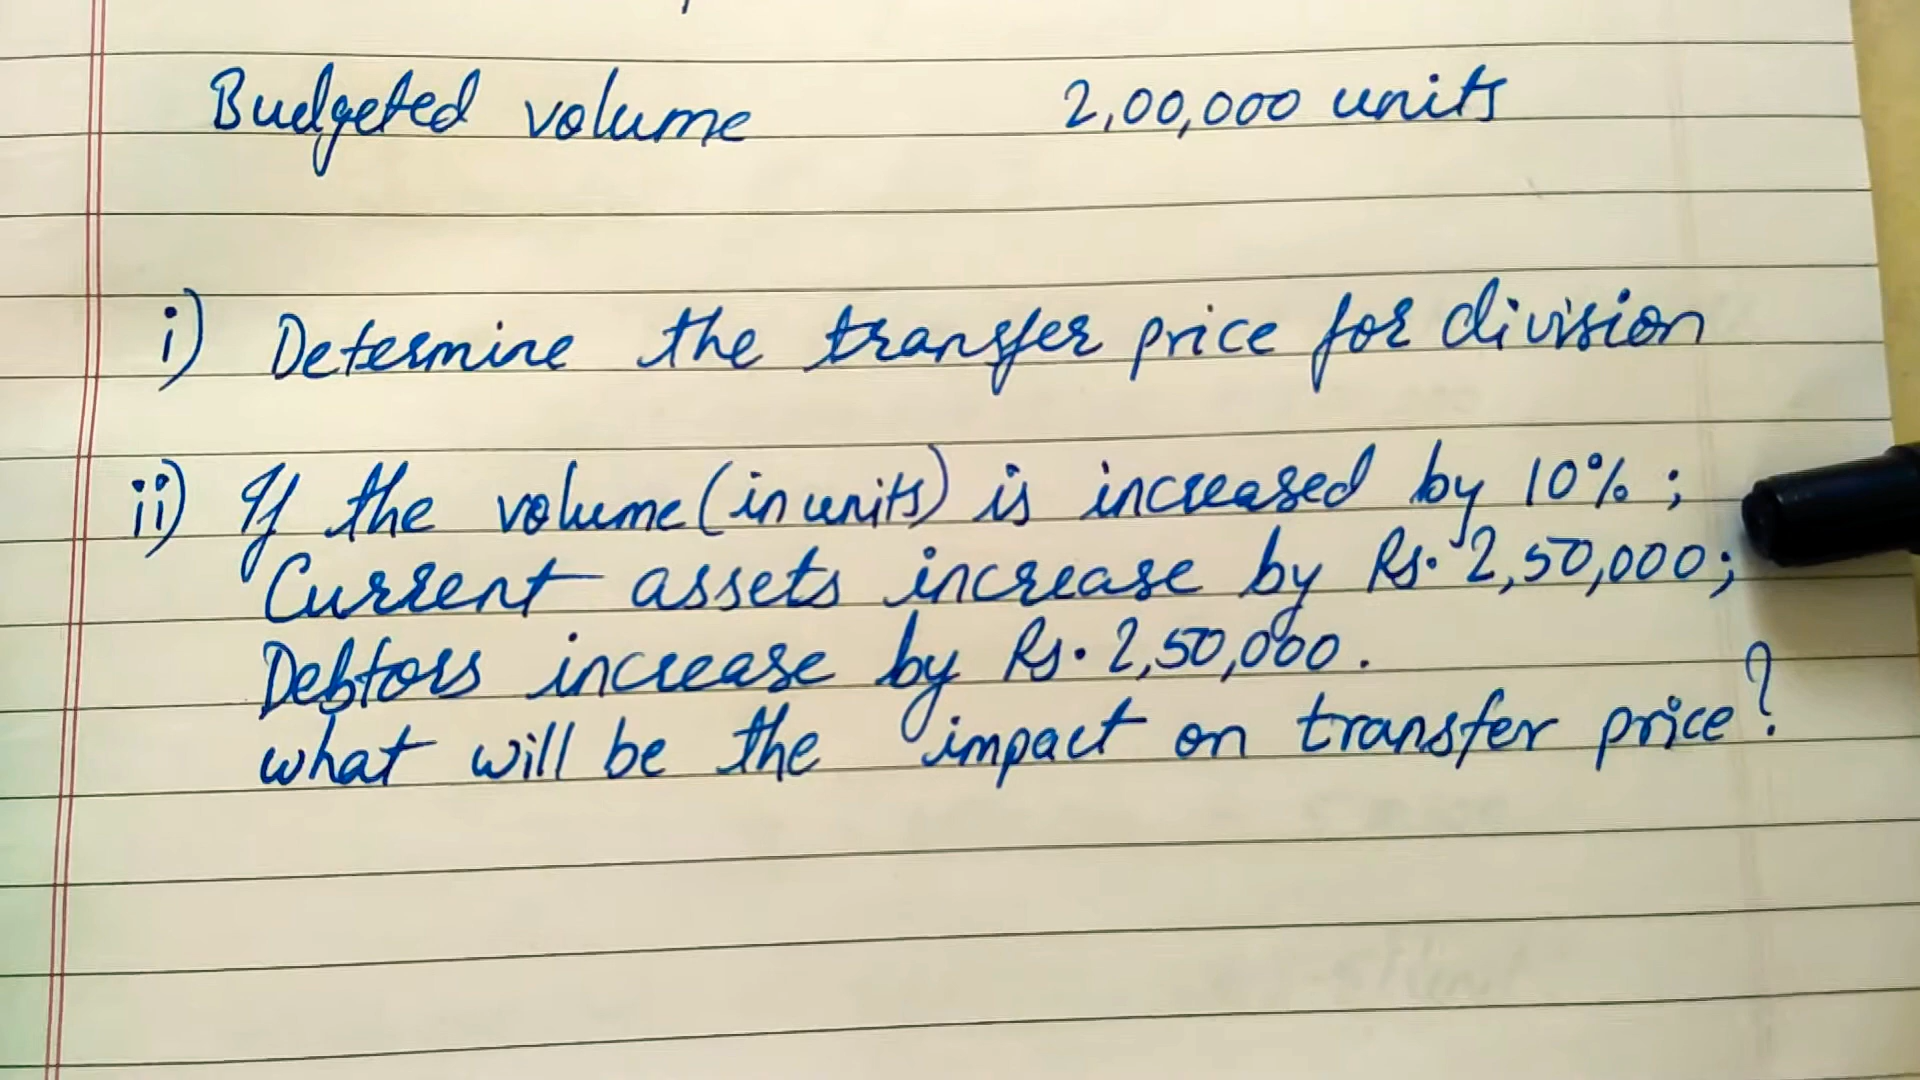 Budgeted volume 2,00,000 units
i) Determine the transfer price for division
ii) If the volume (in units) is increased by 10% ;
Current assets increase by Rs. 2,50,000;
Debtors increase by Rs. 2,50,000.
what will be the impact on transfer price?